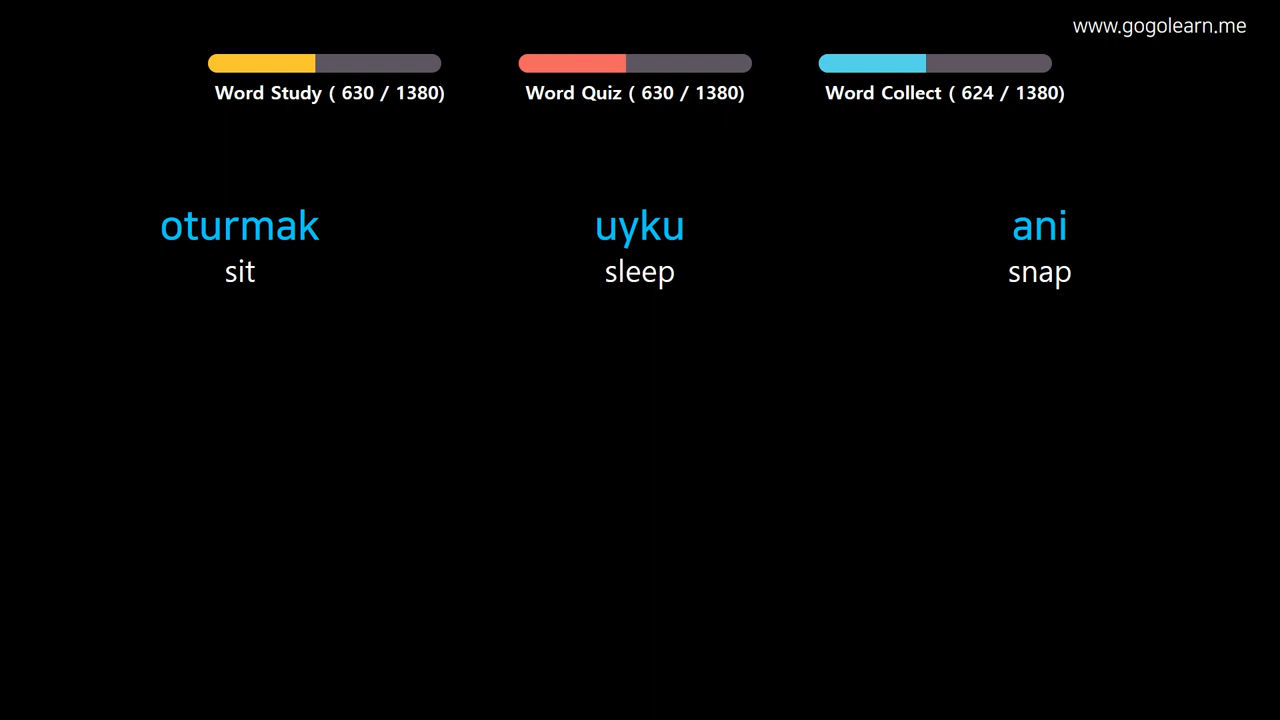 www.gogolearn.me
Word Study ( 630 / 1380)
Word Quiz ( 630 / 1380)
Word Collect ( 624 / 1380)
oturmak
sit
uyku
sleep
ani
snap